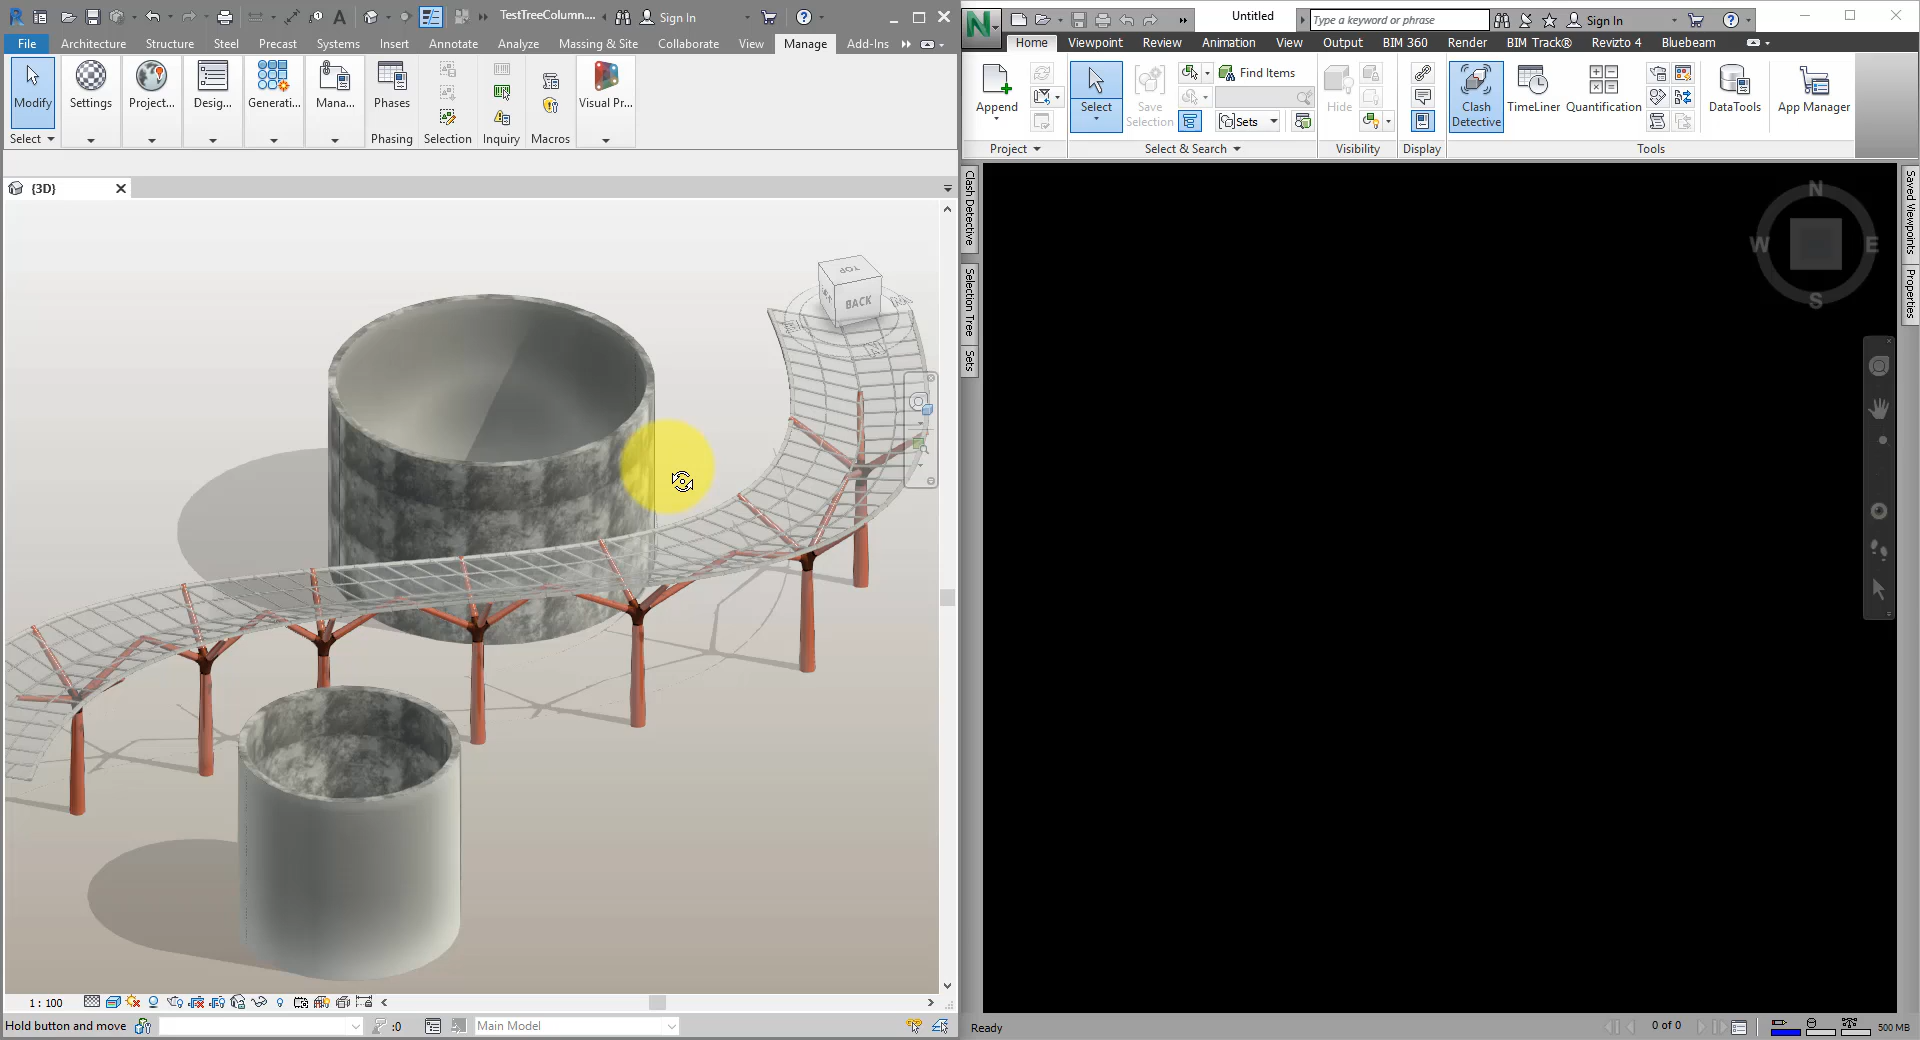 TestTreeColumn....
Sign In
File
Architecture
Structure
Steel
Precast
Systems
Insert
Annotate
Analyze
Massing & Site
Collaborate
View
Manage
Add-Ins
Modify
Settings
Project...
Desig...
Generati...
Mana...
Phases
Visual Pr...
Select
Phasing
Selection
Inquiry
Macros
{3D}
TOP
BACK
1 : 100
Hold button and move
:0
Main Model
Untitled
Type a keyword or phrase
Sign In
Home
Viewpoint
Review
Animation
View
Output
BIM 360
Render
BIM Track®
Revizto 4
Bluebeam
Append
Select
Save
Selection
Find Items
Sets
Hide
Clash
Detective
TimeLiner
Quantification
DataTools
App Manager
Project
Select & Search
Visibility
Display
Tools
Clash Detective
Selection Tree
Sets
N
W
E
S
Saved Viewpoints
Properties
Ready
0 of 0
500 MB